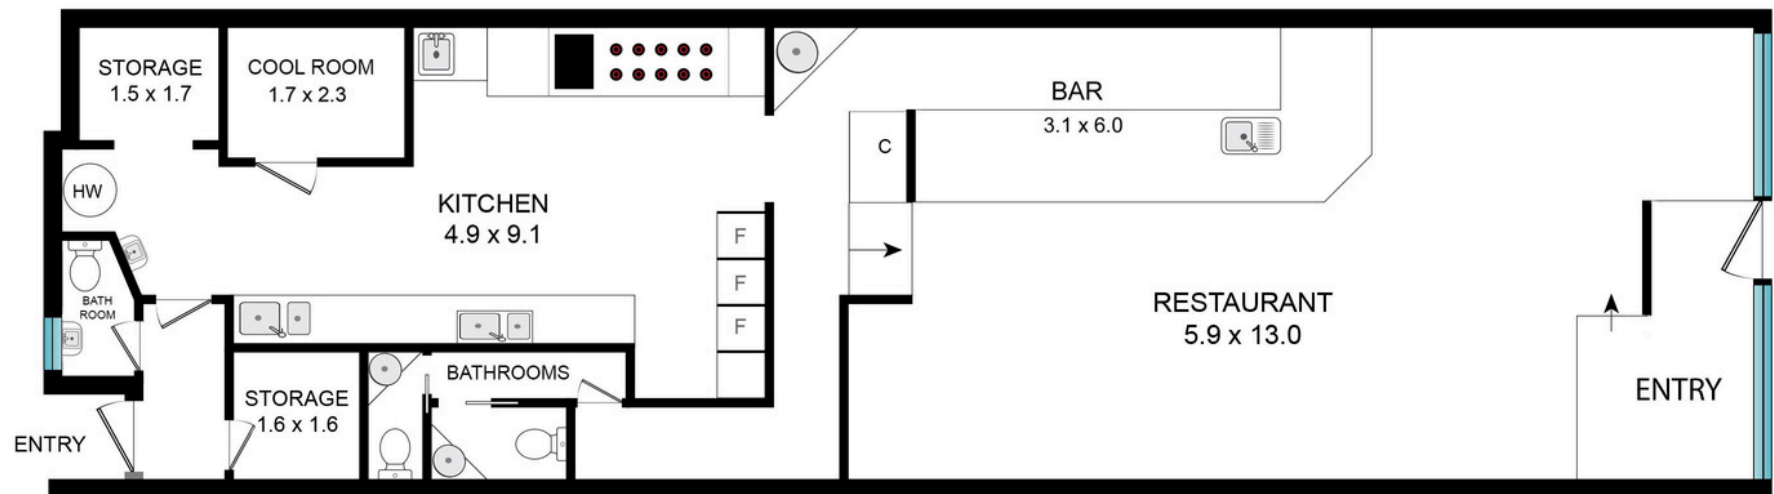 STORAGE
1.5 x 1.7
COOL ROOM
1.7 x 2.3
BAR
3.1 x 6.0
C
HW
KITCHEN
4.9 x 9.1
F
F
F
BATH
ROOM
RESTAURANT
5.9 x 13.0
BATHROOMS
STORAGE
1.6 x 1.6
ENTRY
ENTRY